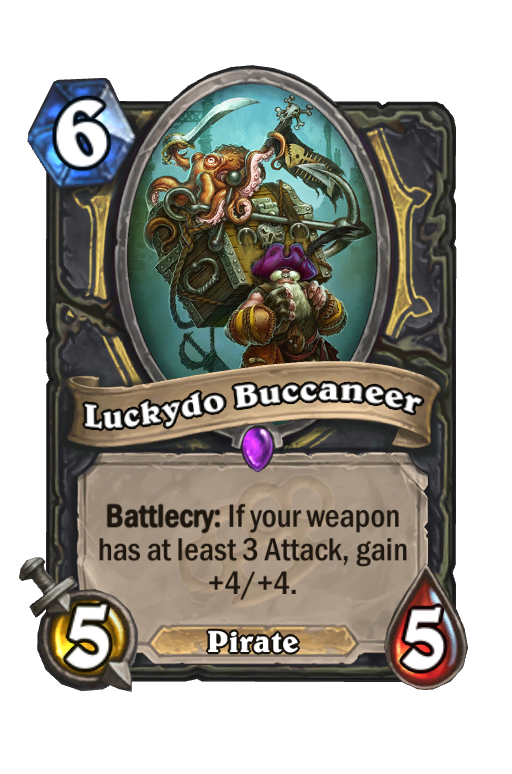 6
Luckydo Buccaneer
Battlecry: If your weapon
has at least 3 Attack, gain
+4/+4.
5
Pirate
5